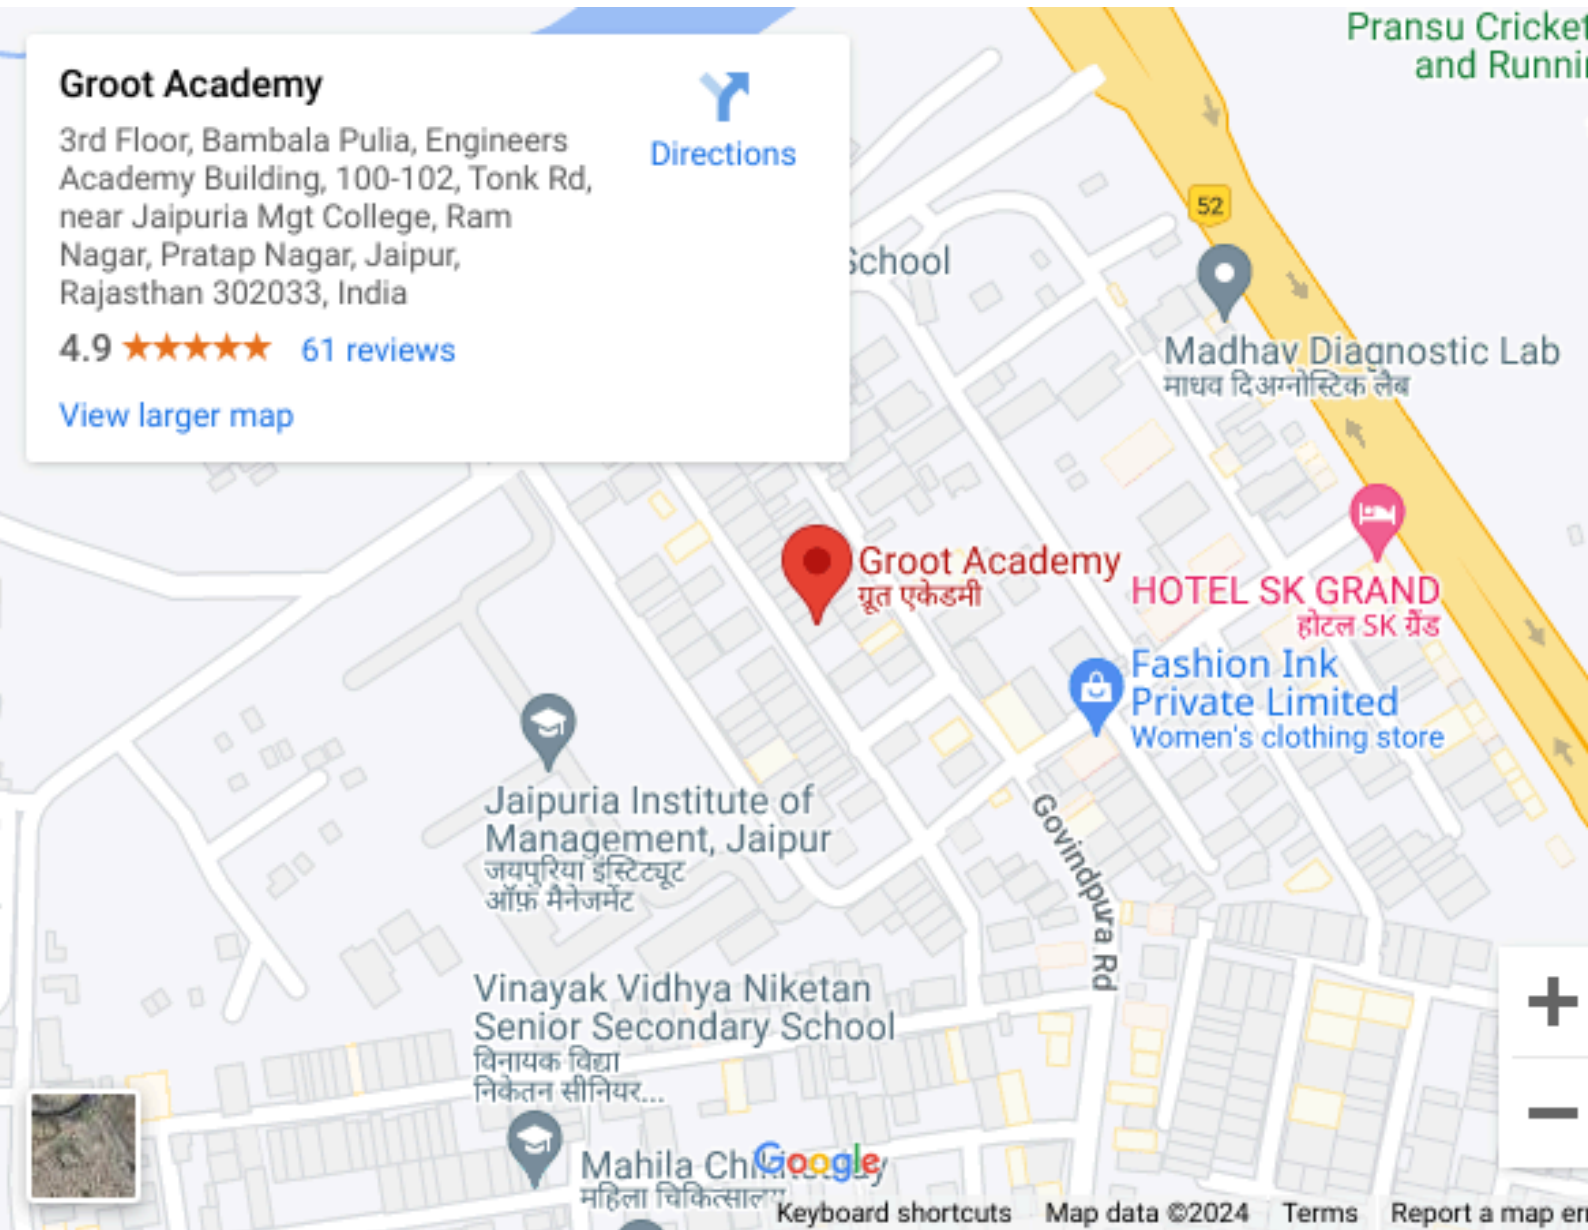 Pransu Cricket
and Runnin
Groot Academy
3rd Floor, Bambala Pulia, Engineers
Academy Building, 100-102, Tonk Rd,
near Jaipuria Mgt College, Ram
Nagar, Pratap Nagar, Jaipur,
Rajasthan 302033, India
Directions
4.9
61 reviews
View larger map
52
School
Madhav Diagnostic Lab
माधव दिअग्नोस्टिक लैब
Groot Academy
ग्रूत एकेडमी
HOTEL SK GRAND
होटल SK ग्रैंड
Fashion Ink
Private Limited
Women's clothing store
Jaipuria Institute of
Management, Jaipur
जयपुरिया इंस्टिट्यूट
ऑफ़ मैनेजमेंट
Govindpura Rd
Vinayak Vidhya Niketan
Senior Secondary School
विनायक विद्या
निकेतन सीनियर...
Mahila
महिला चिकित्सालय
Google
+
−
Keyboard shortcuts Map data ©2024 Terms Report a map